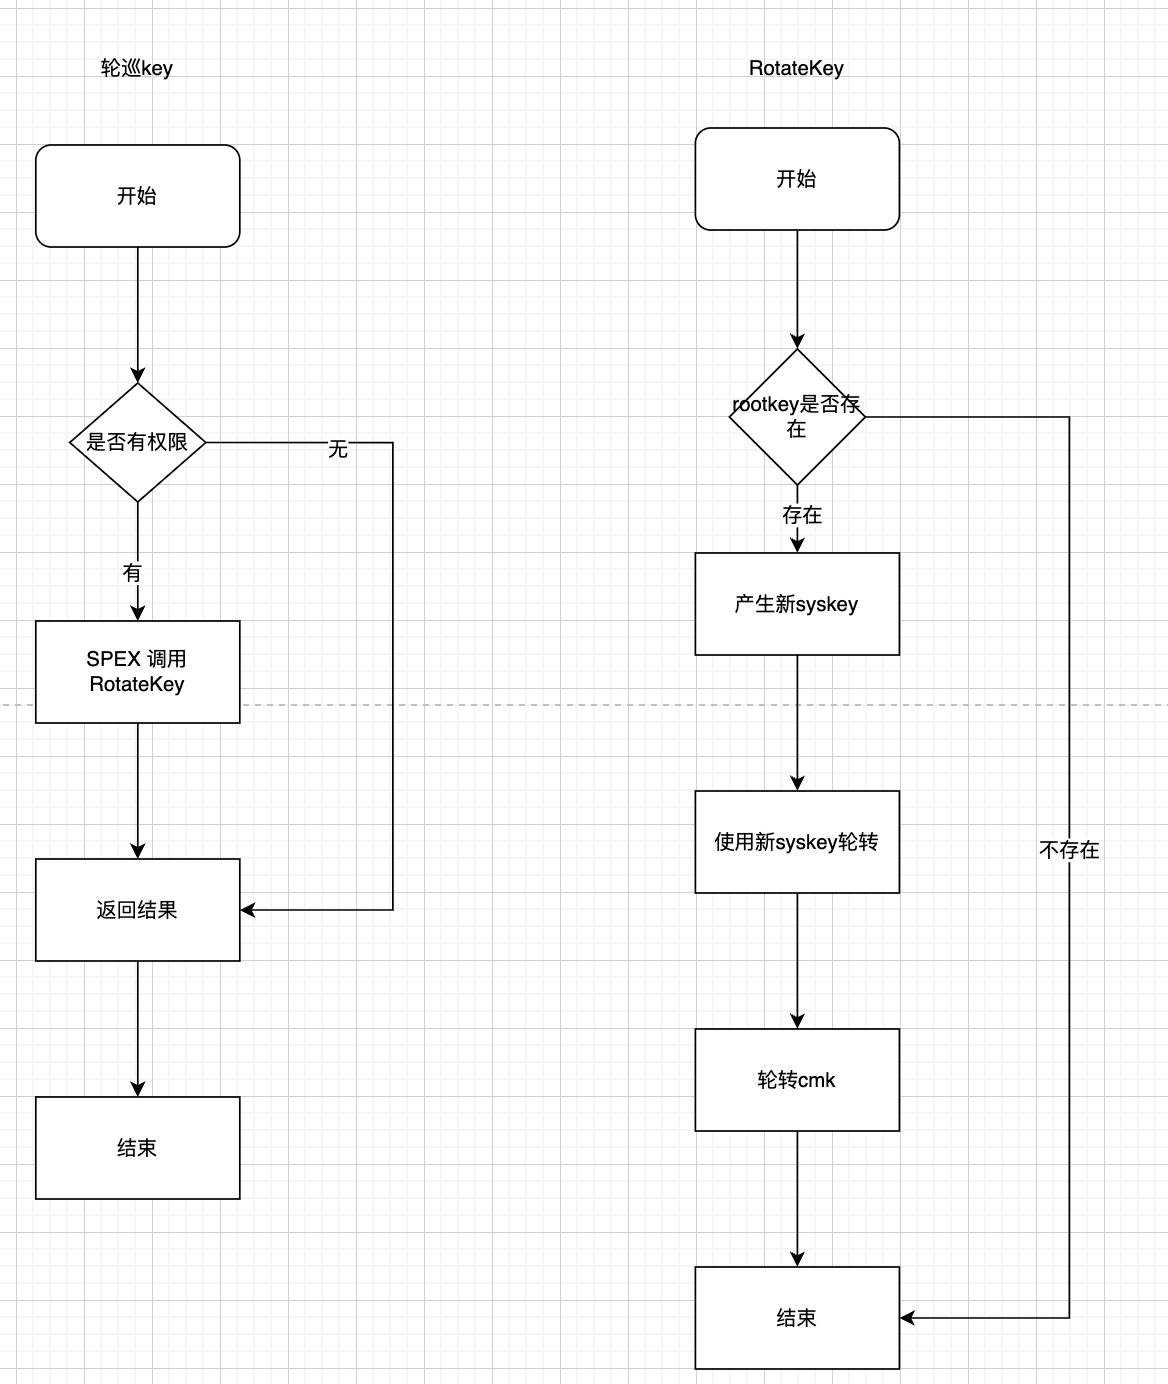 轮巡key
开始
是否有权限
无
有
SPEX 调用
RotateKey
返回结果
结束
RotateKey
开始
rootkey是否存
在
存在
产生新syskey
使用新syskey轮转
不存在
轮转cmk
结束